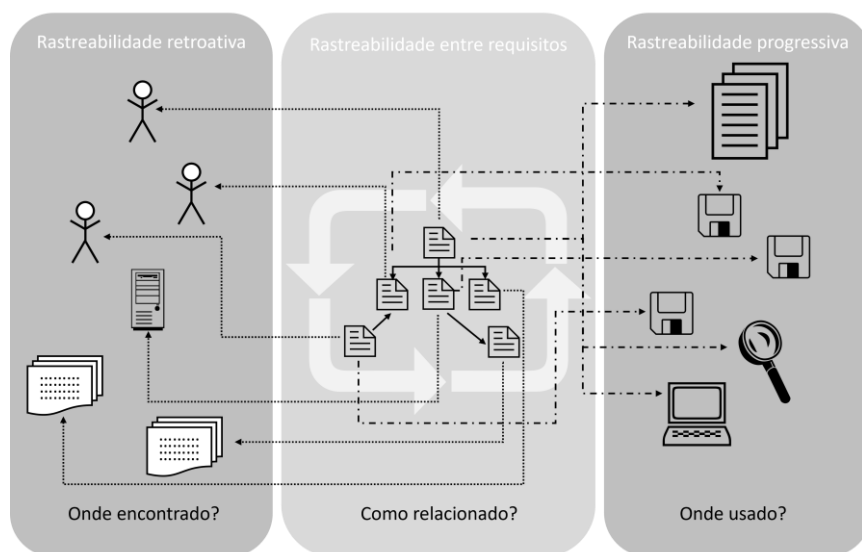 Rastreabilidade retroativa
Rastreabilidade entre requisitos
Rastreabilidade progressiva
Onde encontrado?
Como relacionado?
Onde usado?